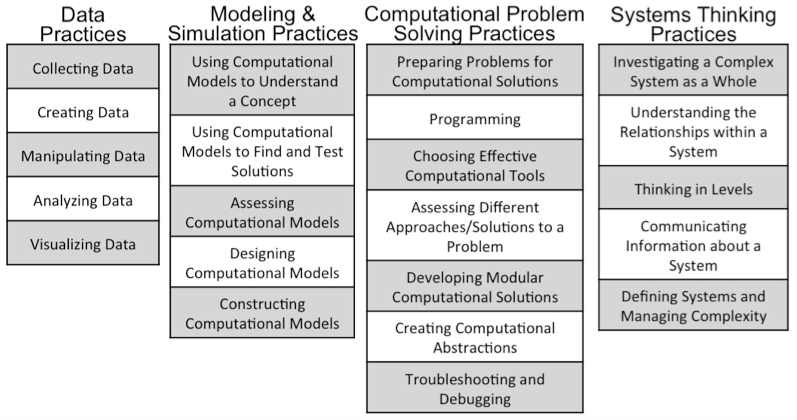 Data
Practices
Collecting Data
Creating Data
Manipulating Data
Analyzing Data
Visualizing Data
Modeling &
Simulation Practices
Using Computational
Models to Understand
a Concept
Using Computational
Models to Find and Test
Solutions
Assessing
Computational Models
Designing
Computational Models
Constructing
Computational Models
Computational Problem
Solving Practices
Preparing Problems for
Computational Solutions
Programming
Choosing Effective
Computational Tools
Assessing Different
Approaches/Solutions to a
Problem
Developing Modular
Computational Solutions
Creating Computational
Abstractions
Troubleshooting and
Debugging
Systems Thinking
Practices
Investigating a Complex
System as a Whole
Understanding the
Relationships within a
System
Thinking in Levels
Communicating
Information about a
System
Defining Systems and
Managing Complexity